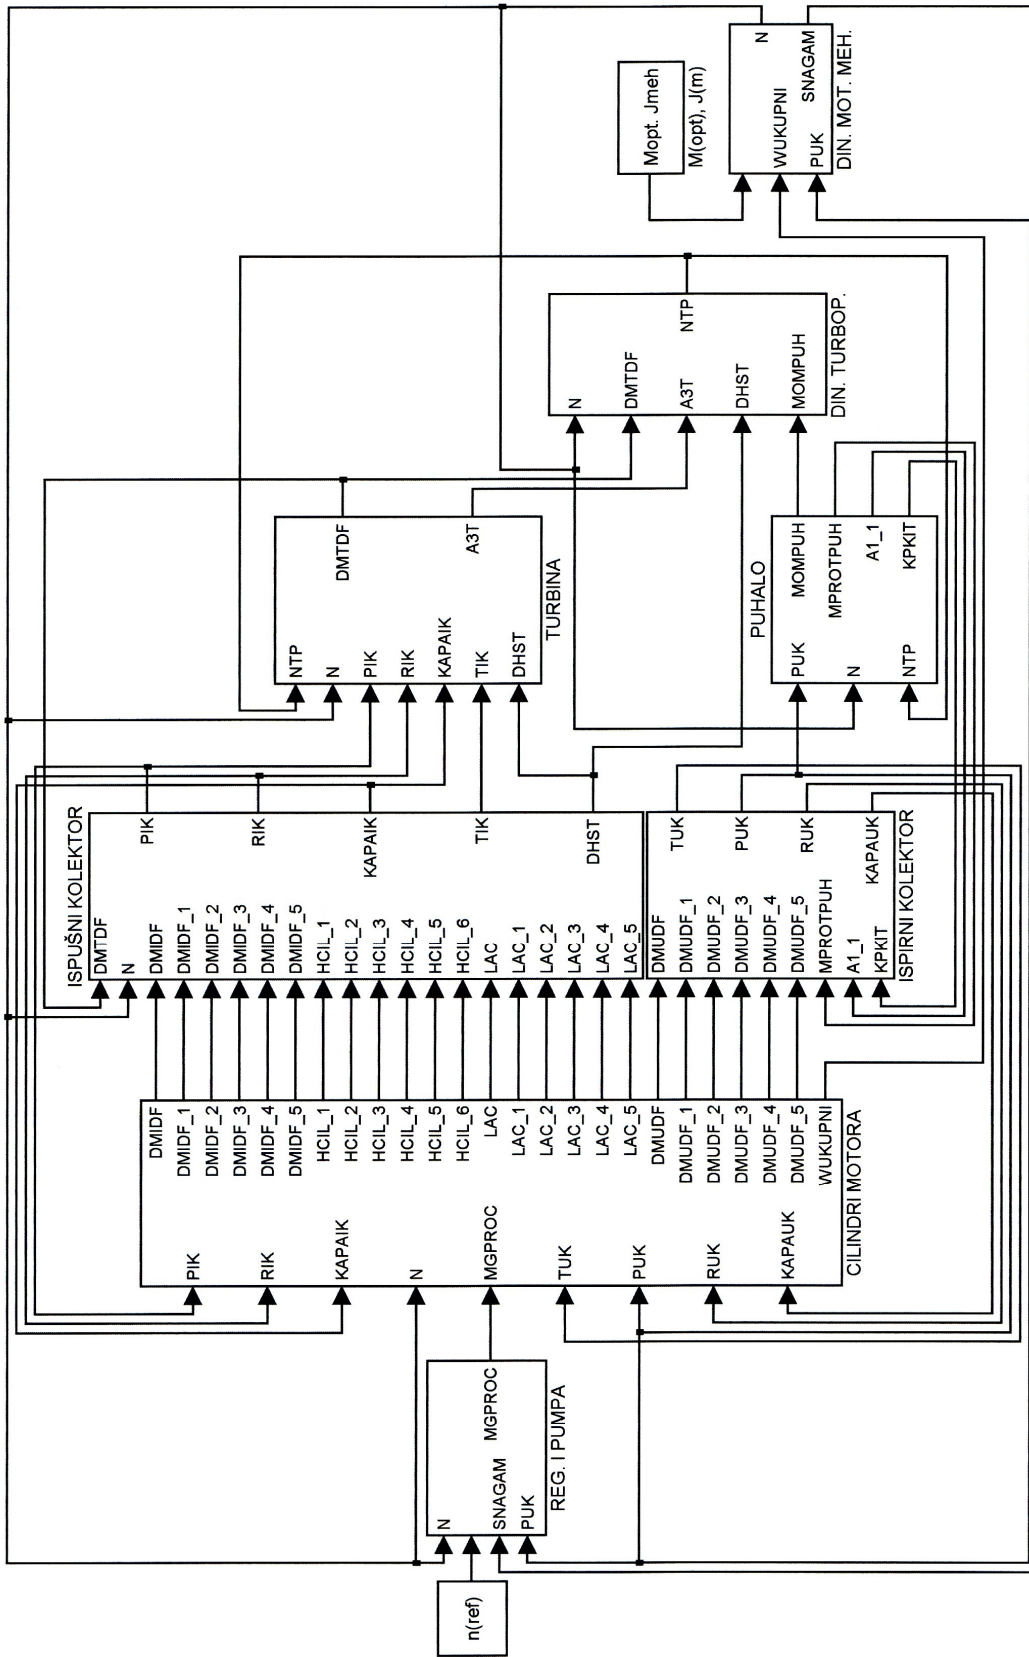 n(ref)
N
SNAGAM
PUK
MGPROC
REG. I PUMPA
PIK
RIK
KAPAIK
N
MGPROC
TUK
PUK
RUK
KAPAUK
DMIDF
DMIDF_1
DMIDF_2
DMIDF_3
DMIDF_4
DMIDF_5
HCIL_1
HCIL_2
HCIL_3
HCIL_4
HCIL_5
HCIL_6
LAC
LAC_1
LAC_2
LAC_3
LAC_4
LAC_5
DMUDF
DMUDF_1
DMUDF_2
DMUDF_3
DMUDF_4
DMUDF_5
WUKUPNI
CILINDRI MOTORA
ISPUŠNI KOLEKTOR
DMTDF
N
DMIDF
DMIDF_1
DMIDF_2
DMIDF_3
DMIDF_4
DMIDF_5
HCIL_1
HCIL_2
HCIL_3
HCIL_4
HCIL_5
HCIL_6
LAC
LAC_1
LAC_2
LAC_3
LAC_4
LAC_5
PIK
RIK
KAPAIK
TIK
DHST
DMUDF
DMUDF_1
DMUDF_2
DMUDF_3
DMUDF_4
DMUDF_5
MPROTPUH
A1_1
KPKIT
TUK
PUK
RUK
KAPAUK
ISPIRNI KOLEKTOR
NTP
N
PIK
RIK
KAPAIK
TIK
DHST
DMTDF
A3T
TURBINA
PUHALO
PUK
N
NTP
MOMPUH
MPROTPUH
A1_1
KPKIT
N
DMTDF
A3T
DHST
MOMPUH
NTP
DIN. TURBOP.
Mopt. Jmeh
M(opt), J(m)
WUKUPNI
PUK
N
SNAGAM
DIN. MOT. MEH.